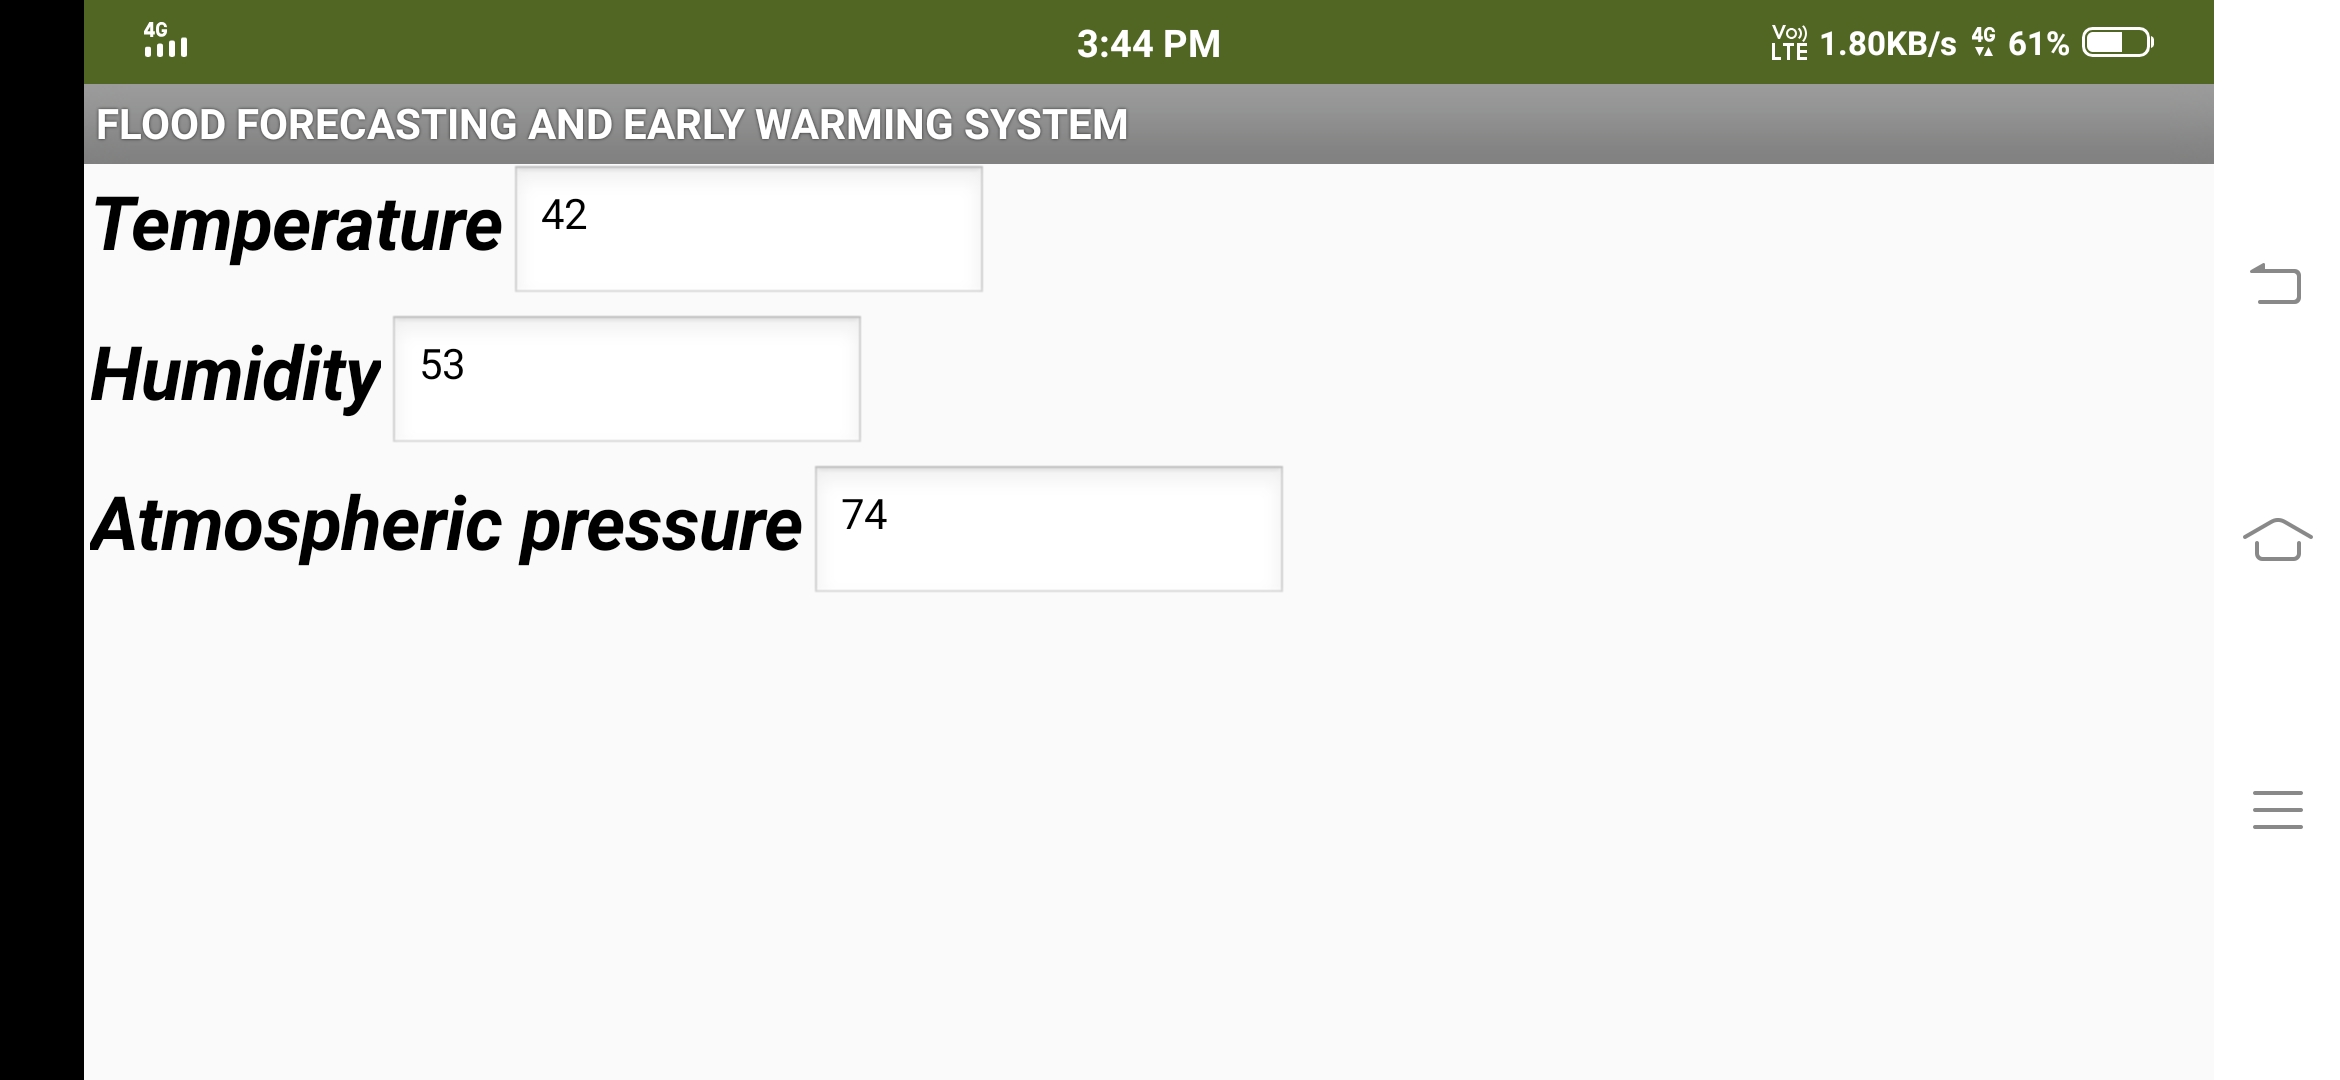 4G
3:44 PM
Vo)) LTE 1.80KB/s 4G 61%
FLOOD FORECASTING AND EARLY WARMING SYSTEM
Temperature 42
Humidity 53
Atmospheric pressure 74